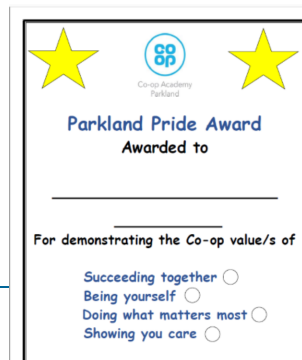 co
op
Co-op Academy
Parkland
Parkland Pride Award
Awarded to
For demonstrating the Co-op value/s of
Succeeding together
Being yourself
Doing what matters most
Showing you care